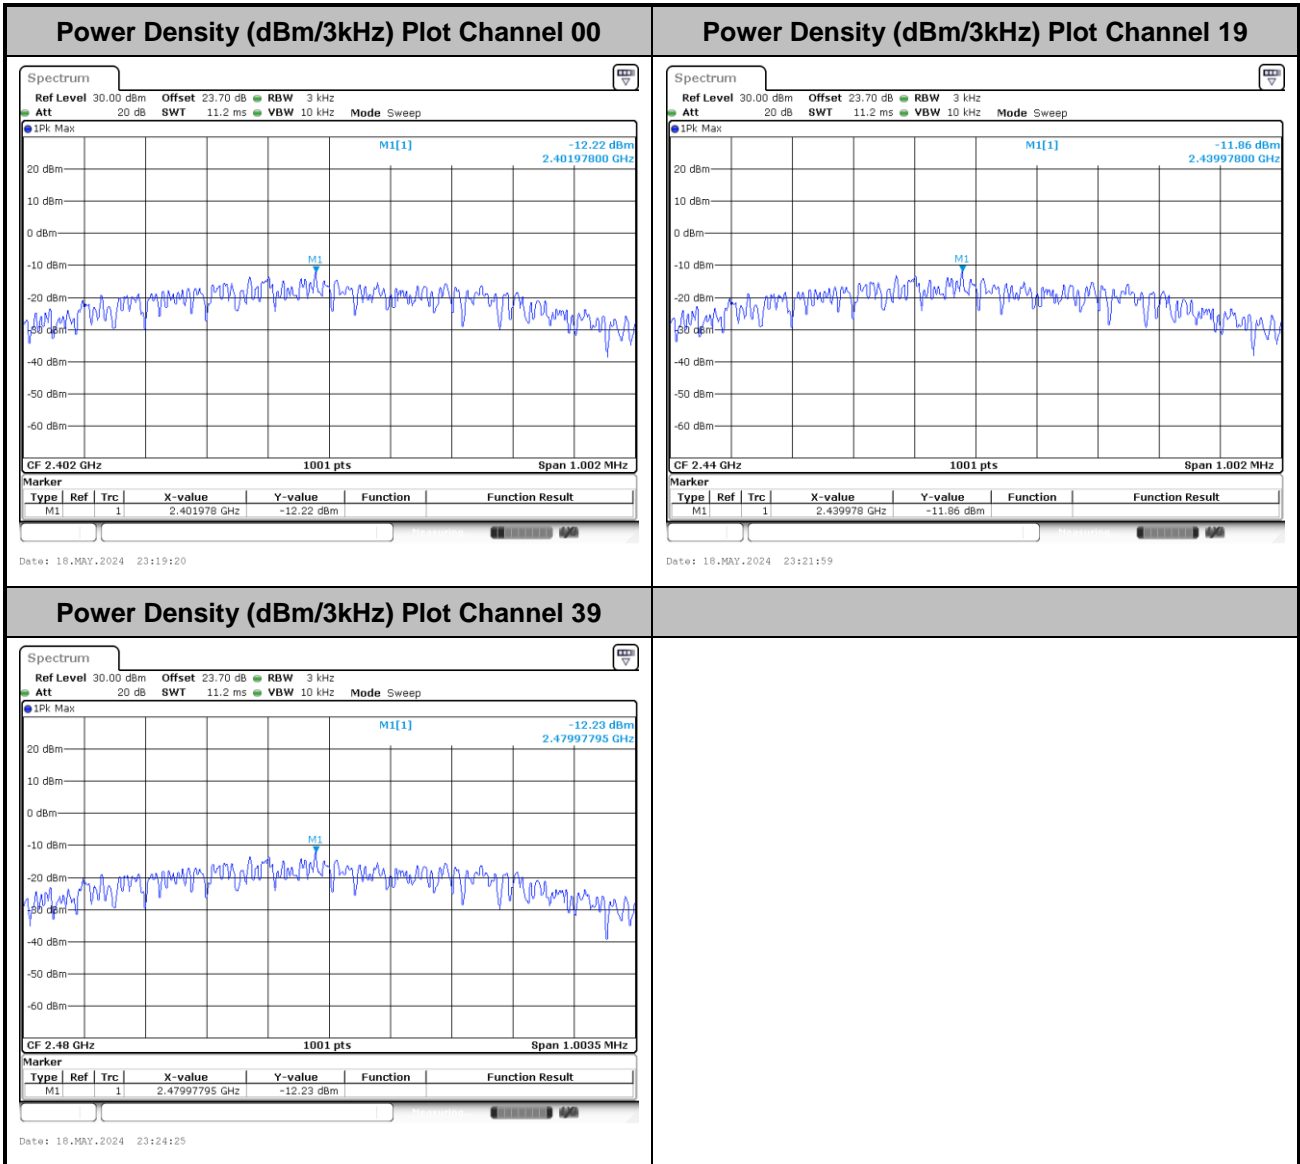 Power Density (dBm/3kHz) Plot Channel 00
Power Density (dBm/3kHz) Plot Channel 19
Spectrum
Ref Level 30.00 dBm Offset 23.70 dB RBW 3 kHz
Att 20 dB SWT 11.2 ms VBW 10 kHz Mode Sweep
1Pk Max
M1[1] -12.22 dBm
2.40197800 GHz
20 dBm
10 dBm
0 dBm
M1
-10 dBm
-20 dBm
-30 dBm
-40 dBm
-50 dBm
-60 dBm
CF 2.402 GHz 1001 pts Span 1.002 MHz
Marker
Type Ref Trc X-value Y-value Function Function Result
M1 1 2.401978 GHz -12.22 dBm
Date: 18.MAY.2024 23:19:20
Spectrum
Ref Level 30.00 dBm Offset 23.70 dB RBW 3 kHz
Att 20 dB SWT 11.2 ms VBW 10 kHz Mode Sweep
1Pk Max
M1[1] -11.86 dBm
2.43997800 GHz
20 dBm
10 dBm
0 dBm
M1
-10 dBm
-20 dBm
-30 dBm
-40 dBm
-50 dBm
-60 dBm
CF 2.44 GHz 1001 pts Span 1.002 MHz
Marker
Type Ref Trc X-value Y-value Function Function Result
M1 1 2.439978 GHz -11.86 dBm
Date: 18.MAY.2024 23:21:59
Power Density (dBm/3kHz) Plot Channel 39
Spectrum
Ref Level 30.00 dBm Offset 23.70 dB RBW 3 kHz
Att 20 dB SWT 11.2 ms VBW 10 kHz Mode Sweep
1Pk Max
M1[1] -12.23 dBm
2.47997795 GHz
20 dBm
10 dBm
0 dBm
M1
-10 dBm
-20 dBm
-30 dBm
-40 dBm
-50 dBm
-60 dBm
CF 2.48 GHz 1001 pts Span 1.0035 MHz
Marker
Type Ref Trc X-value Y-value Function Function Result
M1 1 2.47997795 GHz -12.23 dBm
Measuring
Date: 18.MAY.2024 23:24:25